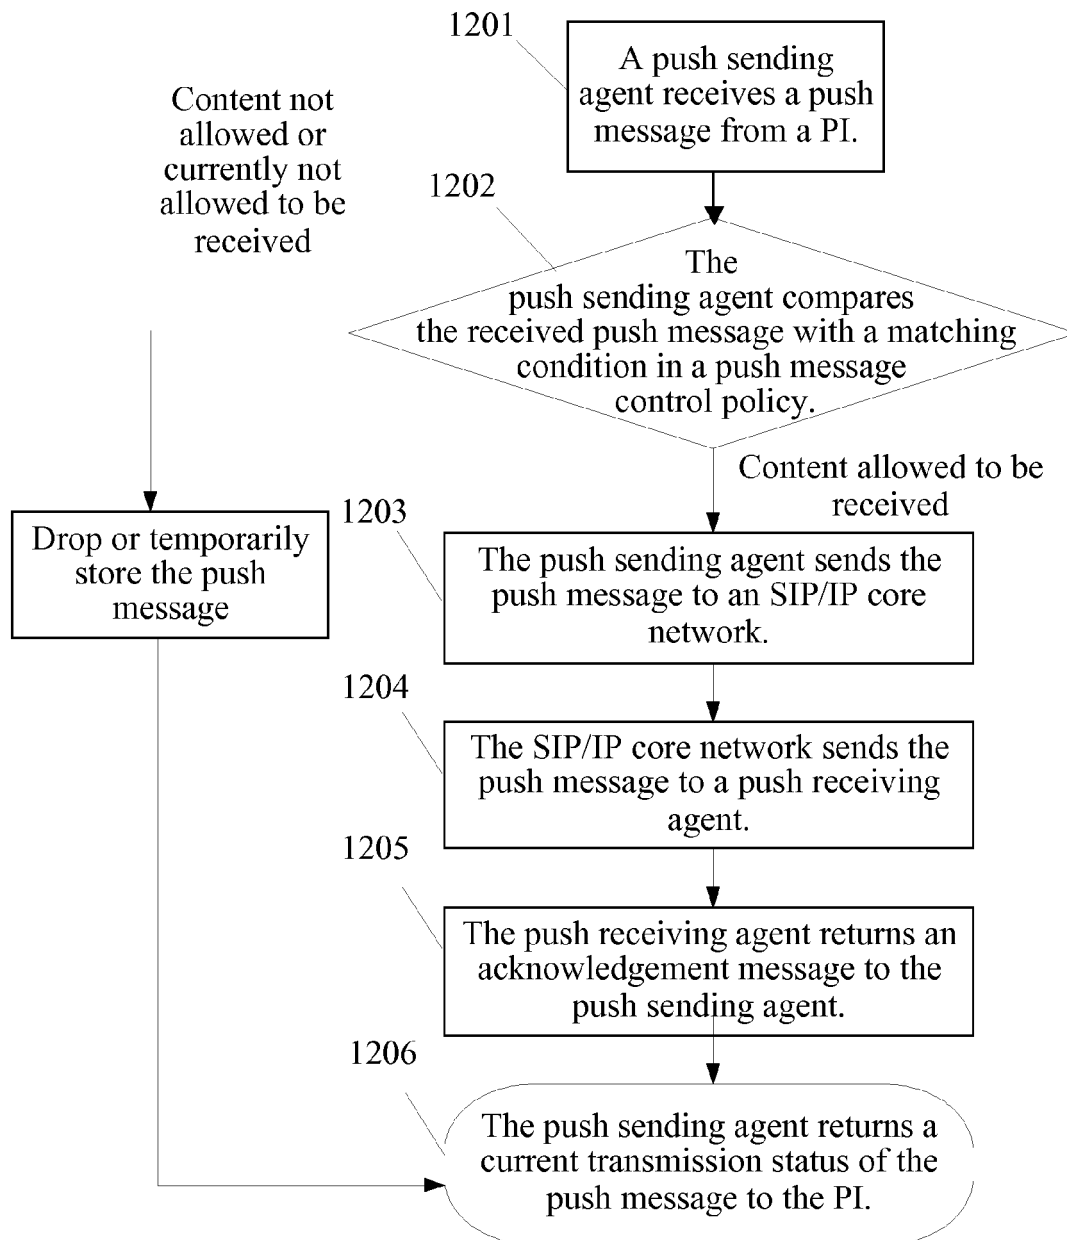 1201
A push sending
agent receives a push
message from a PI.
Content not
allowed or
currently not
allowed to be
received
1202
The
push sending agent compares
the received push message with a matching
condition in a push message
control policy.
Content allowed to be
received
1203
Drop or temporarily
store the push
message
The push sending agent sends the
push message to an SIP/IP core
network.
1204
The SIP/IP core network sends the
push message to a push receiving
agent.
1205
The push receiving agent returns an
acknowledgement message to the
push sending agent.
1206
The push sending agent returns a
current transmission status of the
push message to the PI.